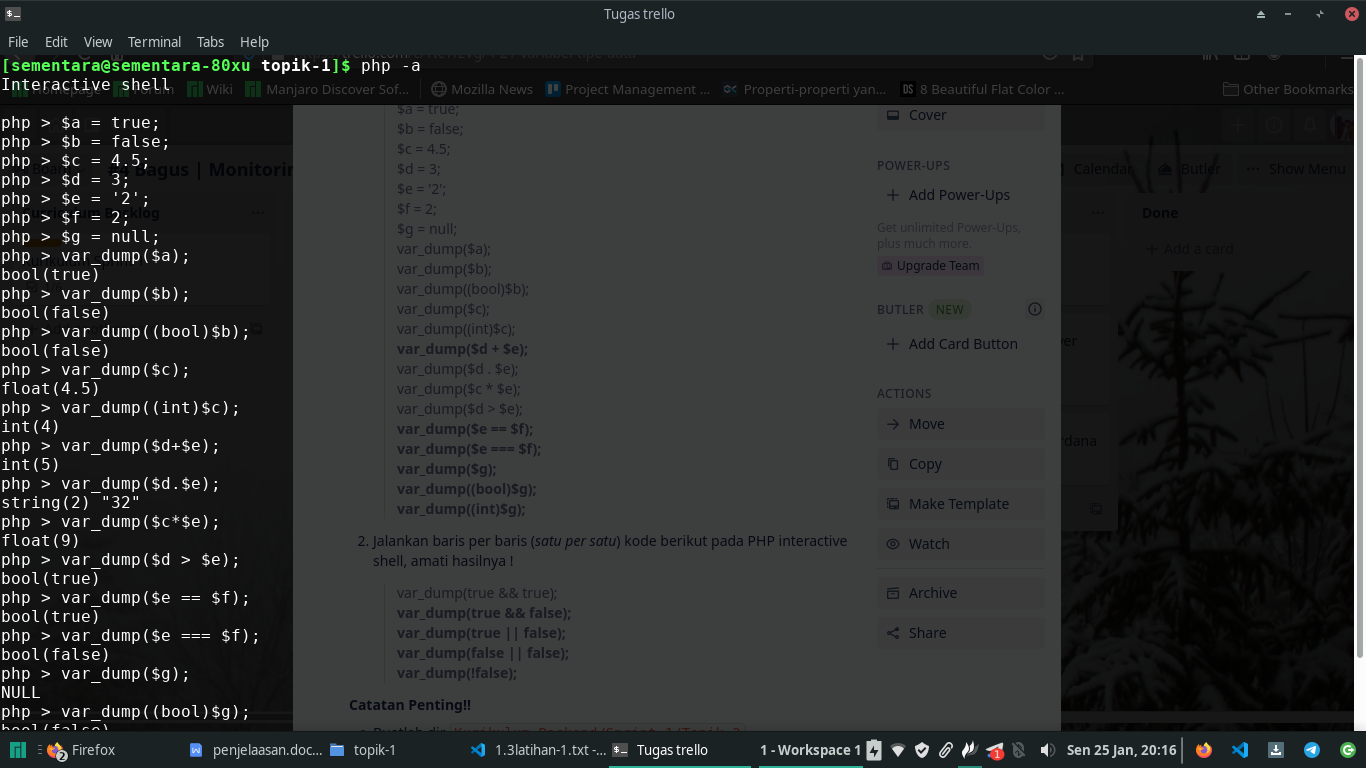 Tugas trello
File Edit View Terminal Tabs Help
[sementara@sementara-80xu topik-1]$ php -a
Interactive shell
Forum Wiki Manjaro Discover Sof... Mozilla News Project Management ... Properti-properti yan... DS 8 Beautiful Flat Color ... Other Bookmarks
php > $a = true;
php > $b = false;
php > $c = 4.5;
php > $d = 3;
php > $e = '2';
php > $f = 2;
php > $g = null;
php > var_dump($a);
bool(true)
php > var_dump($b);
bool(false)
php > var_dump((bool)$b);
bool(false)
php > var_dump($c);
float(4.5)
php > var_dump((int)$c);
int(4)
php > var_dump($d+$e);
int(5)
php > var_dump($d.$e);
string(2) "32"
php > var_dump($c*$e);
float(9)
php > var_dump($d > $e);
bool(true)
php > var_dump($e == $f);
bool(true)
php > var_dump($e === $f);
bool(false)
php > var_dump($g);
NULL
php > var_dump((bool)$g);
bool(false)
Bagus | Monitorin
$a = true;
$b = false;
$c = 4.5;
$d = 3;
$e = '2';
$f = 2;
$g = null;
var_dump($a);
var_dump($b);
var_dump((bool)$b);
var_dump($c);
var_dump((int)$c);
var_dump($d + $e);
var_dump($d . $e);
var_dump($c * $e);
var_dump($d > $e);
var_dump($e == $f);
var_dump($e === $f);
var_dump($g);
var_dump((bool)$g);
var_dump((int)$g);
2. Jalankan baris per baris (satu per satu) kode berikut pada PHP interactive
shell, amati hasilnya !
var_dump(true && true);
var_dump(true && false);
var_dump(true || false);
var_dump(false || false);
var_dump(!false);
Catatan Penting!!
Cover
POWER-UPS
+ Add Power-Ups
Get unlimited Power-Ups,
plus much more.
Upgrade Team
BUTLER NEW
+ Add Card Button
ACTIONS
Move
Copy
Make Template
Watch
Archive
Share
Calendar Butler ... Show Menu
Done
+ Add a card
Firefox 2 penjelaasan.doc... topik-1 1.3latihan-1.txt -... Tugas trello 1 - Workspace 1 1 Sen 25 Jan, 20:16